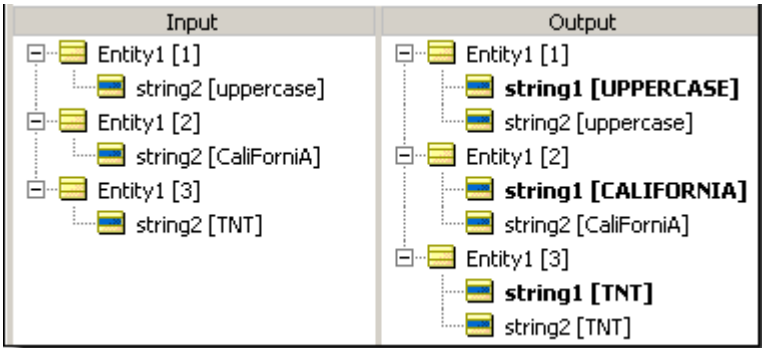 Input
Entity1 [1]
string2 [uppercase]
Entity1 [2]
string2 [CaliForniA]
Entity1 [3]
string2 [TNT]
Output
Entity1 [1]
string1 [UPPERCASE]
string2 [uppercase]
Entity1 [2]
string1 [CALIFORNIA]
string2 [CaliForniA]
Entity1 [3]
string1 [TNT]
string2 [TNT]